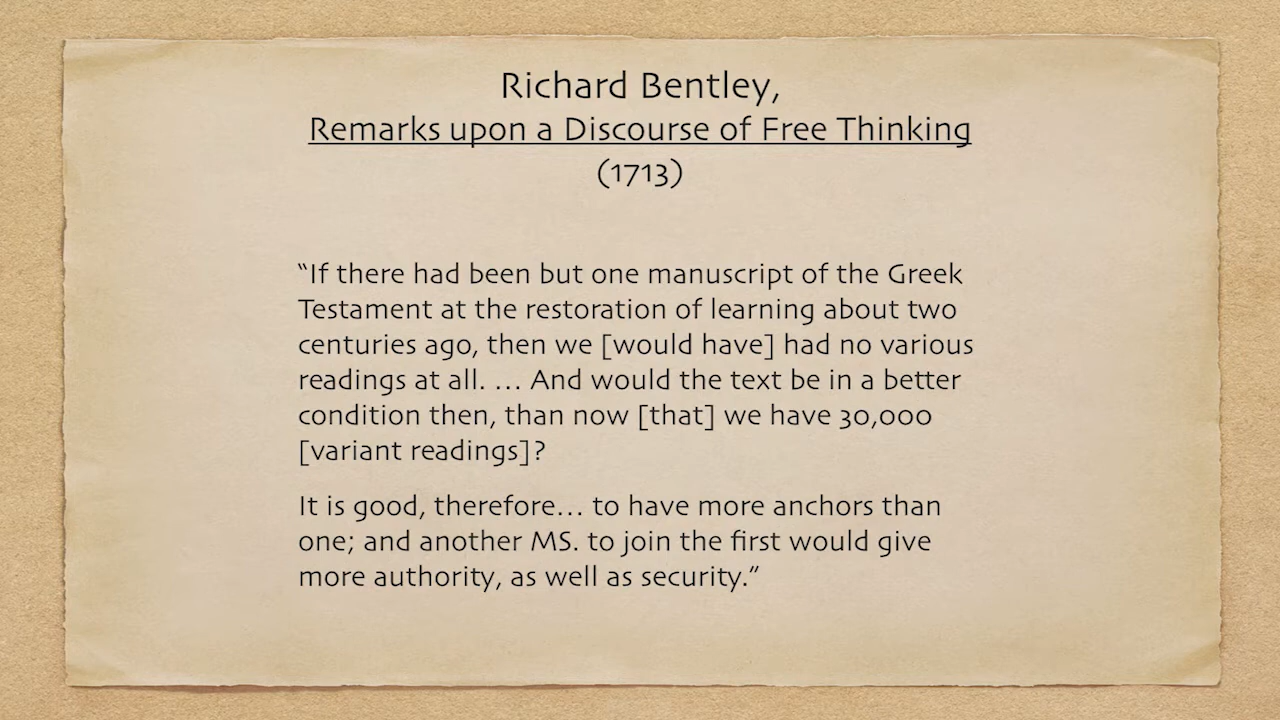 Richard Bentley,
Remarks upon a Discourse of Free Thinking
(1713)
“If there had been but one manuscript of the Greek
Testament at the restoration of learning about two
centuries ago, then we [would have] had no various
readings at all. … And would the text be in a better
condition then, than now [that] we have 30,000
[variant readings]?
It is good, therefore… to have more anchors than
one; and another MS. to join the first would give
more authority, as well as security.”